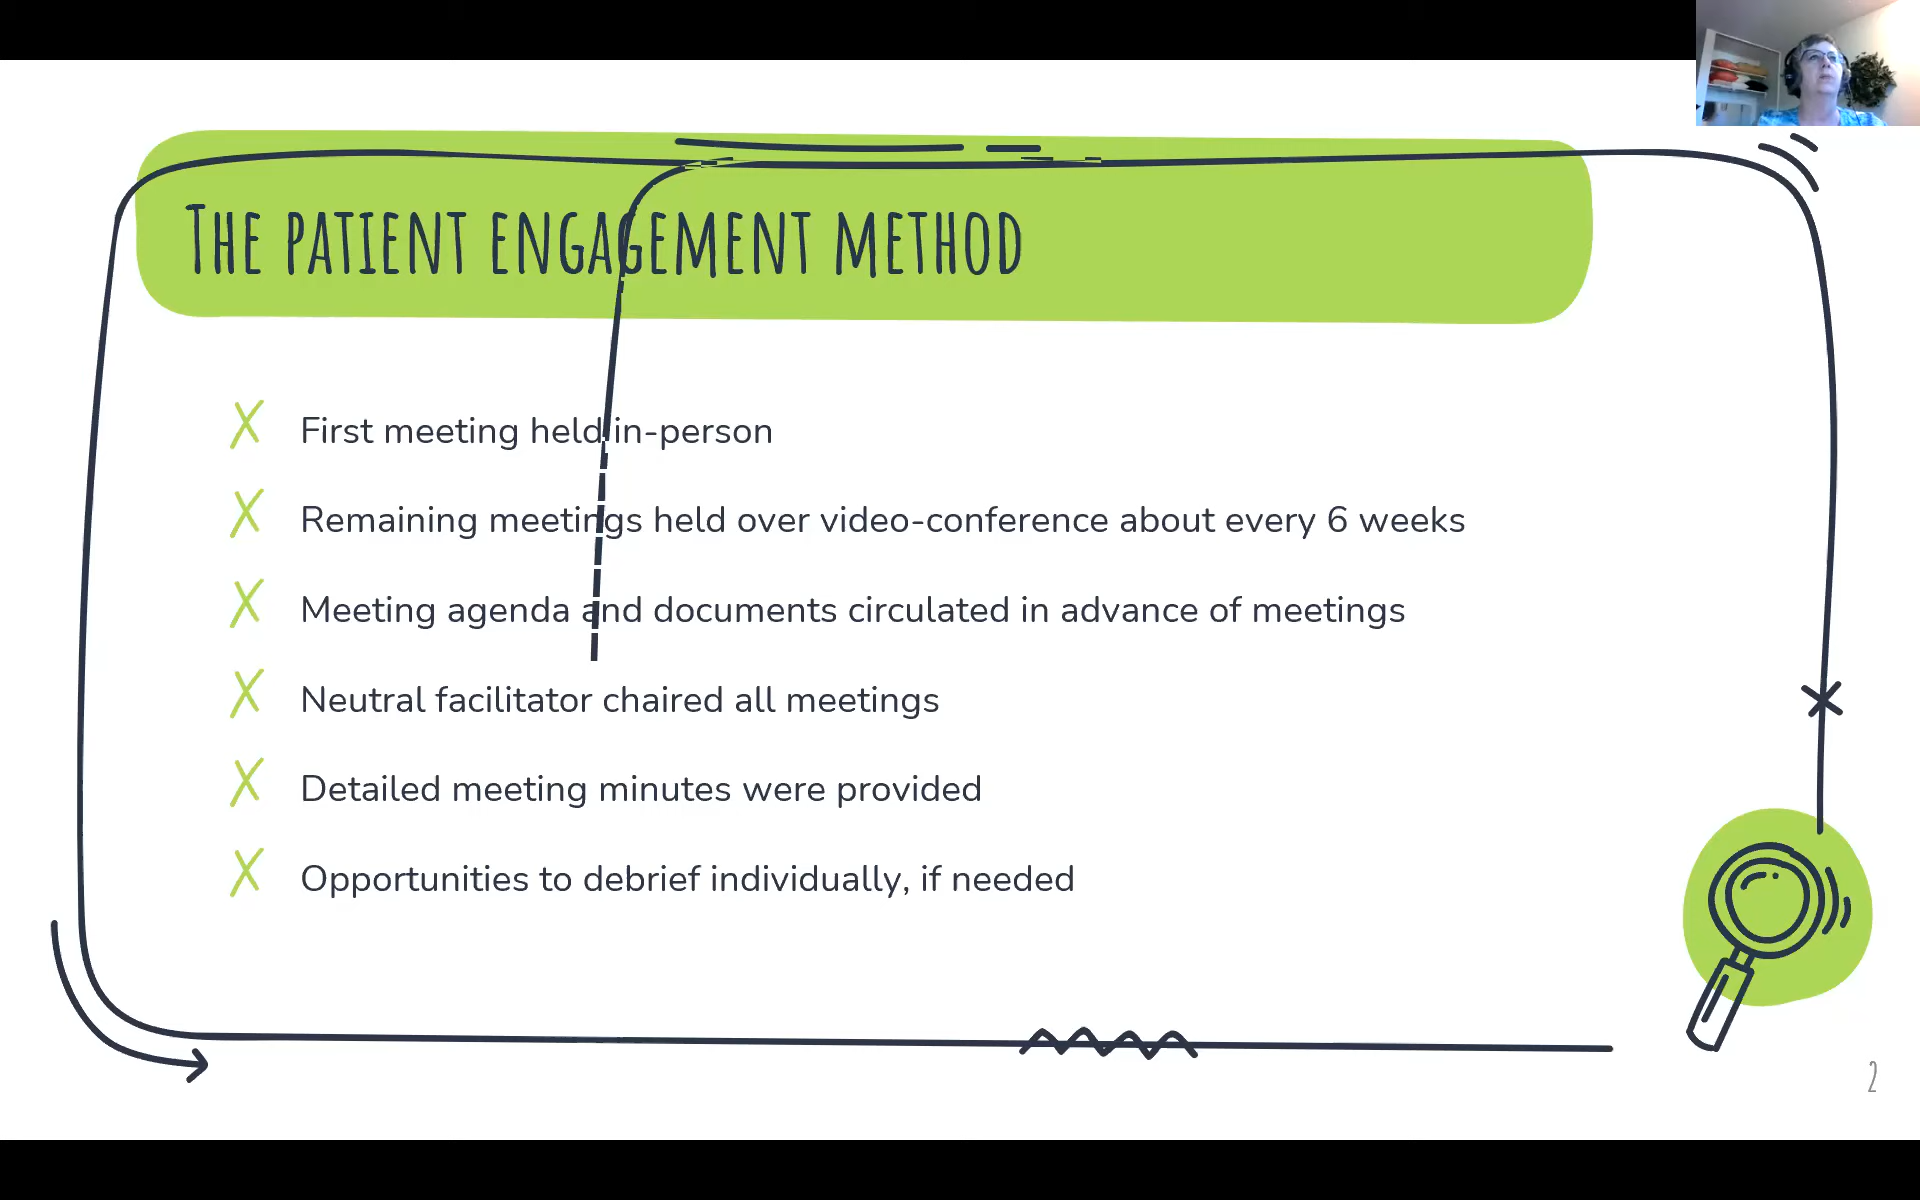 The patient engagement method
First meeting held in-person
Remaining meetings held over video-conference about every 6 weeks
Meeting agenda and documents circulated in advance of meetings
Neutral facilitator chaired all meetings
Detailed meeting minutes were provided
Opportunities to debrief individually, if needed
2